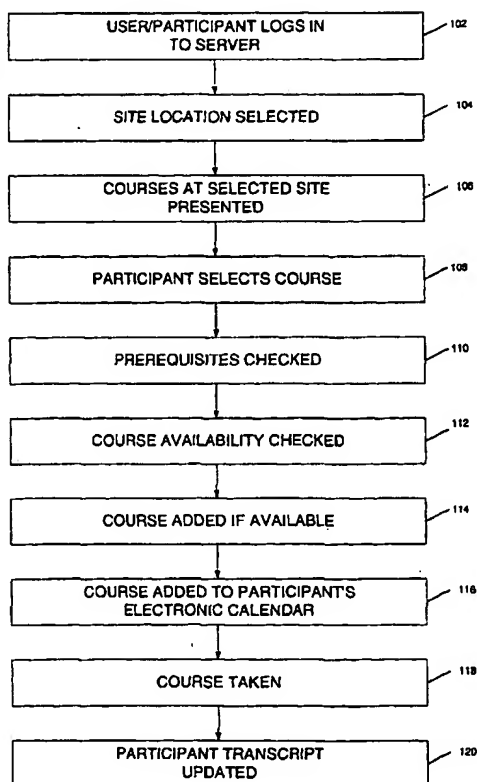 USER/PARTICIPANT LOGS IN
TO SERVER
102
SITE LOCATION SELECTED
104
COURSES AT SELECTED SITE
PRESENTED
106
PARTICIPANT SELECTS COURSE
108
PREREQUISITES CHECKED
110
COURSE AVAILABILITY CHECKED
112
COURSE ADDED IF AVAILABLE
114
COURSE ADDED TO PARTICIPANT'S
ELECTRONIC CALENDAR
116
COURSE TAKEN
118
PARTICIPANT TRANSCRIPT
UPDATED
120